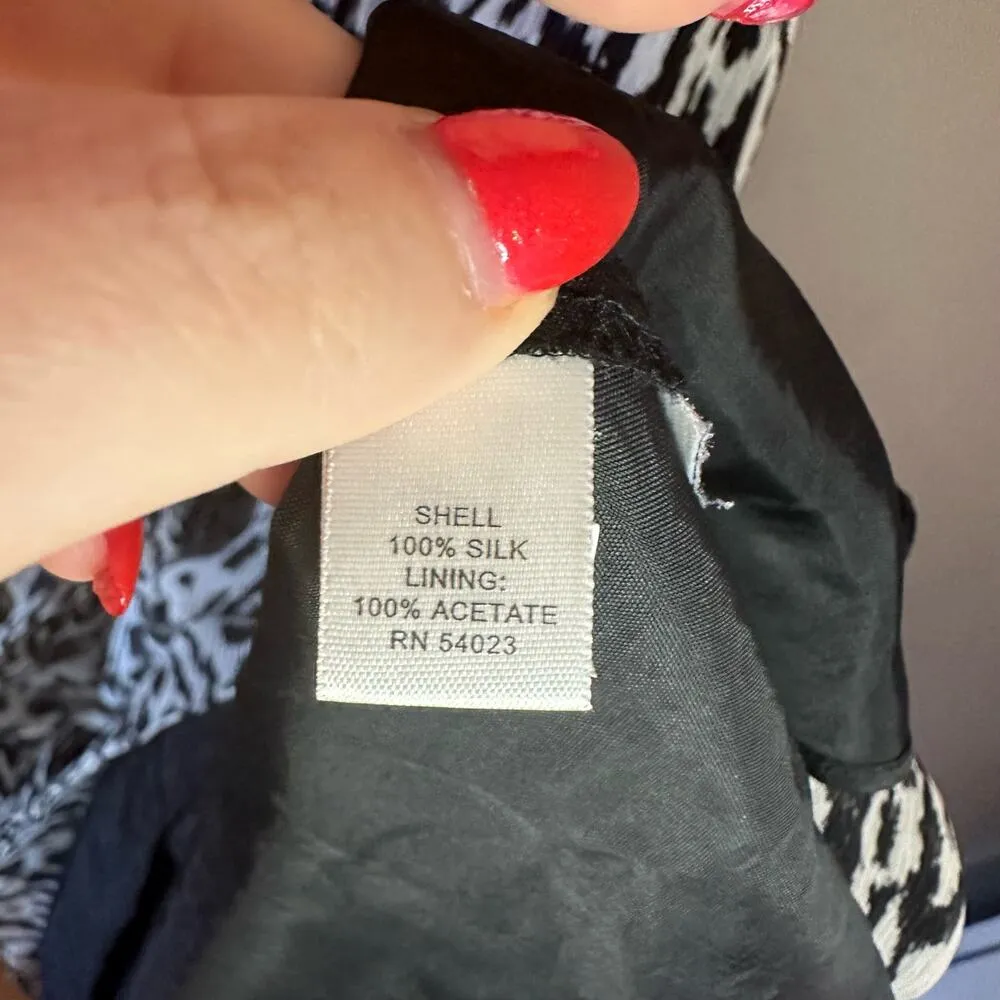 SHELL
100% SILK
LINING:
100% ACETATE
RN 54023